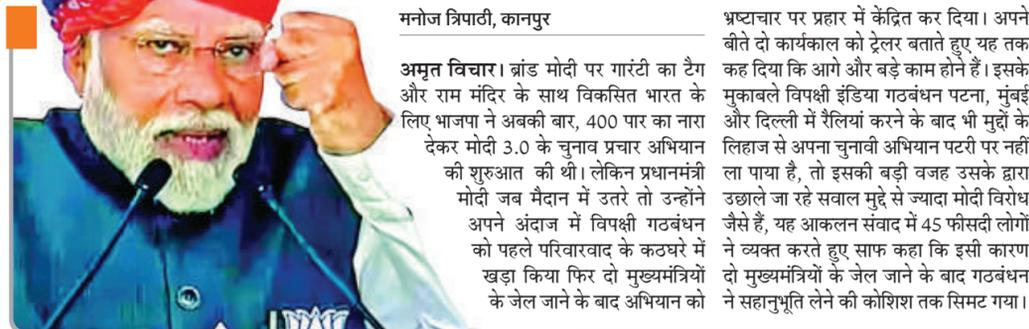 मनोज त्रिपाठी, कानपुर
अमृत विचार। ब्रांड मोदी पर गारंटी का टैग
और राम मंदिर के साथ विकसित भारत के
लिए भाजपा ने अबकी बार, 400 पार का नारा
देकर मोदी 3.0 के चुनाव प्रचार अभियान
की शुरुआत की थी। लेकिन प्रधानमंत्री
मोदी जब मैदान में उतरे तो उन्होंने
अपने अंदाज में विपक्षी गठबंधन
को पहले परिवारवाद के कठघरे में
खड़ा किया फिर दो मुख्यमंत्रियों
के जेल जाने के बाद अभियान को
भ्रष्टाचार पर प्रहार में केंद्रित कर दिया। अपने
बीते दो कार्यकाल को ट्रेलर बताते हुए यह तक
कह दिया कि आगे और बड़े काम होने हैं। इसके
मुकाबले विपक्षी इंडिया गठबंधन पटना, मुंबई
और दिल्ली में रैलियां करने के बाद भी मुद्दों के
लिहाज से अपना चुनावी अभियान पटरी पर नहीं
ला पाया है, तो इसकी बड़ी वजह उसके द्वारा
उछाले जा रहे सवाल मुद्दे से ज्यादा मोदी विरोध
जैसे हैं, यह आकलन संवाद में 45 फीसदी लोगों
ने व्यक्त करते हुए साफ कहा कि इसी कारण
दो मुख्यमंत्रियों के जेल जाने के बाद गठबंधन
ने सहानुभूति लेने की कोशिश तक सिमट गया।